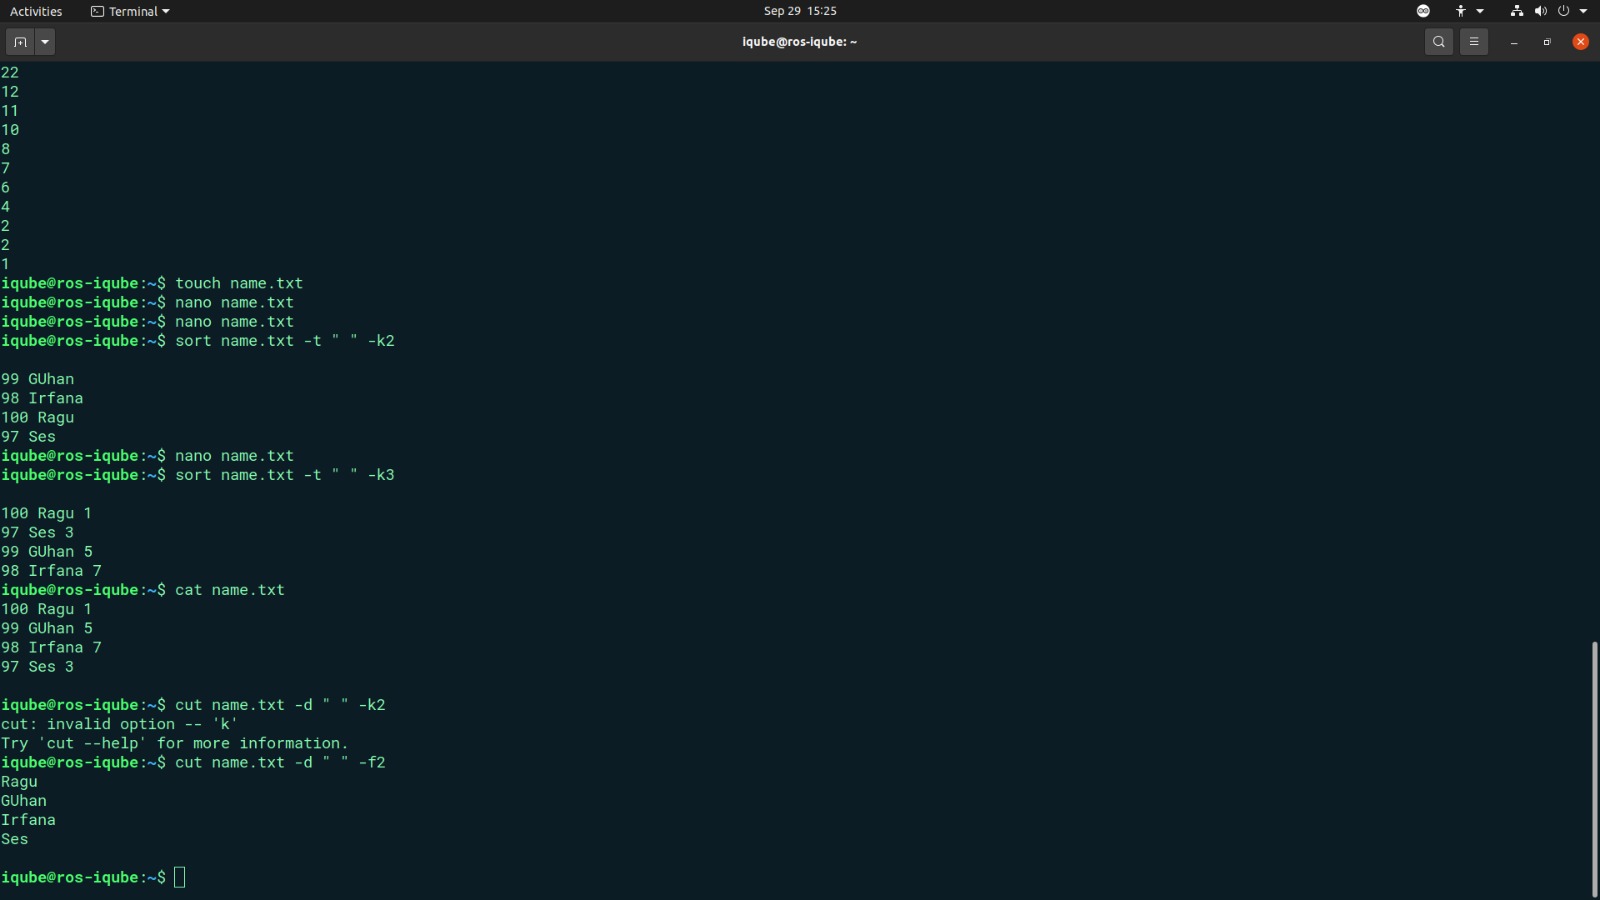 Activities Terminal Sep 29 15:25
iqube@ros-iqube: ~
22
12
11
10
8
7
6
4
2
2
1
iqube@ros-iqube:~$ touch name.txt
iqube@ros-iqube:~$ nano name.txt
iqube@ros-iqube:~$ nano name.txt
iqube@ros-iqube:~$ sort name.txt -t " " -k2
99 GUhan
98 Irfana
100 Ragu
97 Ses
iqube@ros-iqube:~$ nano name.txt
iqube@ros-iqube:~$ sort name.txt -t " " -k3
100 Ragu 1
97 Ses 3
99 GUhan 5
98 Irfana 7
iqube@ros-iqube:~$ cat name.txt
100 Ragu 1
99 GUhan 5
98 Irfana 7
97 Ses 3
iqube@ros-iqube:~$ cut name.txt -d " " -k2
cut: invalid option -- 'k'
Try 'cut --help' for more information.
iqube@ros-iqube:~$ cut name.txt -d " " -f2
Ragu
GUhan
Irfana
Ses
iqube@ros-iqube:~$